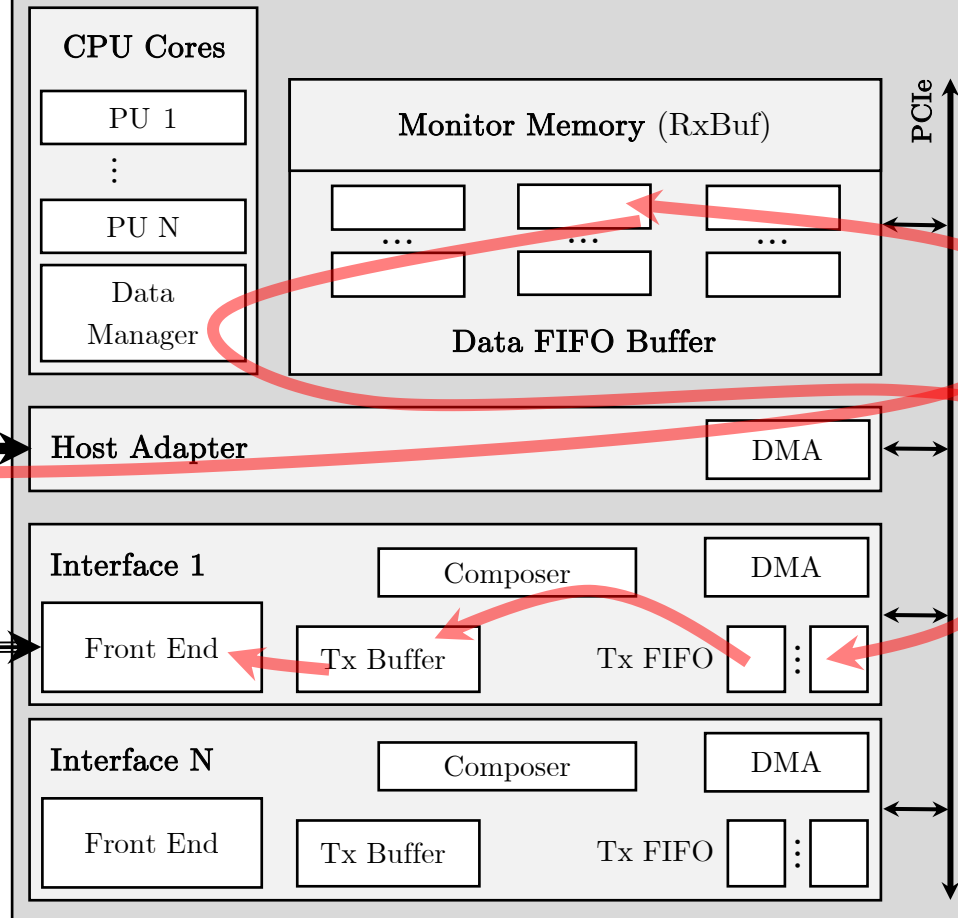 CPU Cores
PU 1
⋮
PU N
Data
Manager
Monitor Memory (RxBuf)
...
...
...
Data FIFO Buffer
PCIe
Host Adapter
DMA
Interface 1
Composer
DMA
Front End
Tx Buffer
Tx FIFO
⋮
Interface N
Composer
DMA
Front End
Tx Buffer
Tx FIFO
⋮